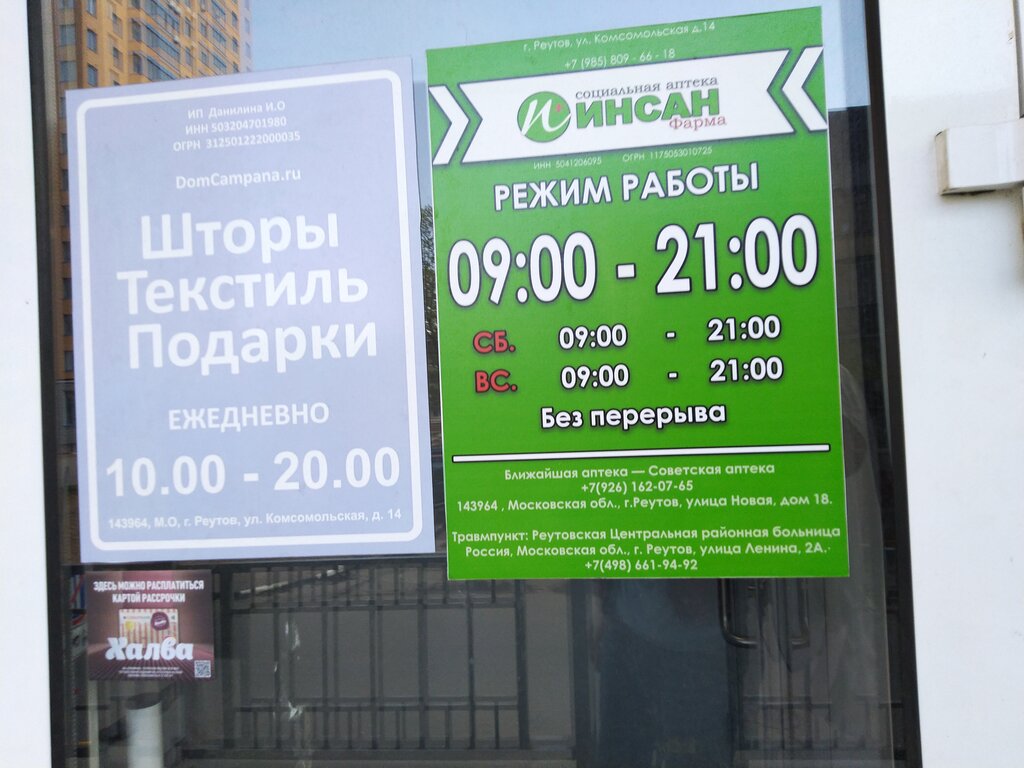 ИП Данилина И.О
ИНН 503204701980
ОГРН 312501222000035
DomCampana.ru
Шторы
Текстиль
Подарки
ЕЖЕДНЕВНО
10.00 - 20.00
143964, М.О, г. Реутов, ул. Комсомольская, д. 14
ЗДЕСЬ МОЖНО РАСПЛАТИТЬСЯ
КАРТОЙ РАССРОЧКИ
Халва
г. Реутов, ул. Комсомольская д.14
+7 (985) 809 - 66 - 18
социальная аптека
ИНСАН
Фарма
ИНН 5041206095 ОГРН 1175053010725
РЕЖИМ РАБОТЫ
09:00 - 21:00
СБ. 09:00 - 21:00
ВС. 09:00 - 21:00
Без перерыва
Ближайшая аптека — Советская аптека
+7(926) 162-07-65
143964 , Московская обл., г.Реутов, улица Новая, дом 18.
Травмпункт: Реутовская Центральная районная больница
Россия, Московская обл., г. Реутов, улица Ленина, 2А.
+7(498) 661-94-92